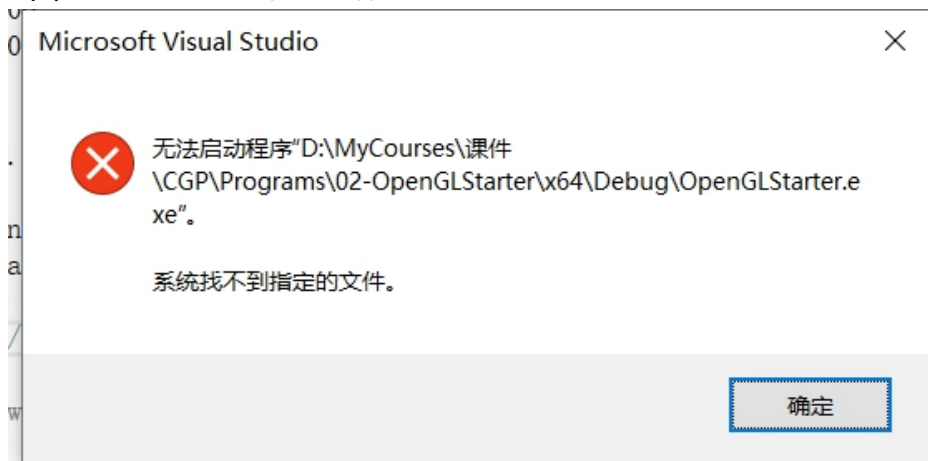 0
Microsoft Visual Studio
无法启动程序“D:\MyCourses\课件
\CGP\Programs\02-OpenGLStarter\x64\Debug\OpenGLStarter.e
xe”。
n
a
系统找不到指定的文件。
/
w
确定